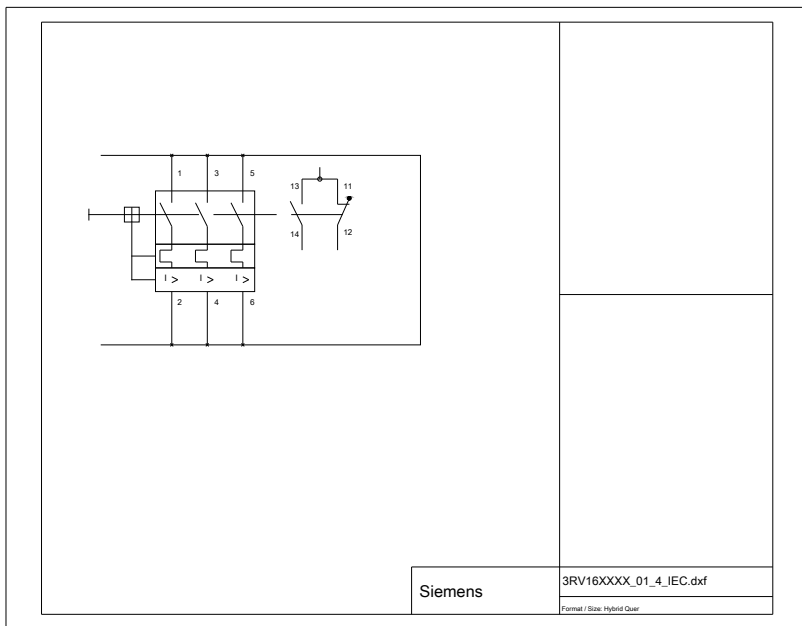 1 3 5
13 11
14 12
I > I > I >
2 4 6
Siemens
3RV16XXXX_01_4_IEC.dxf
Format / Size: Hybrid Quer